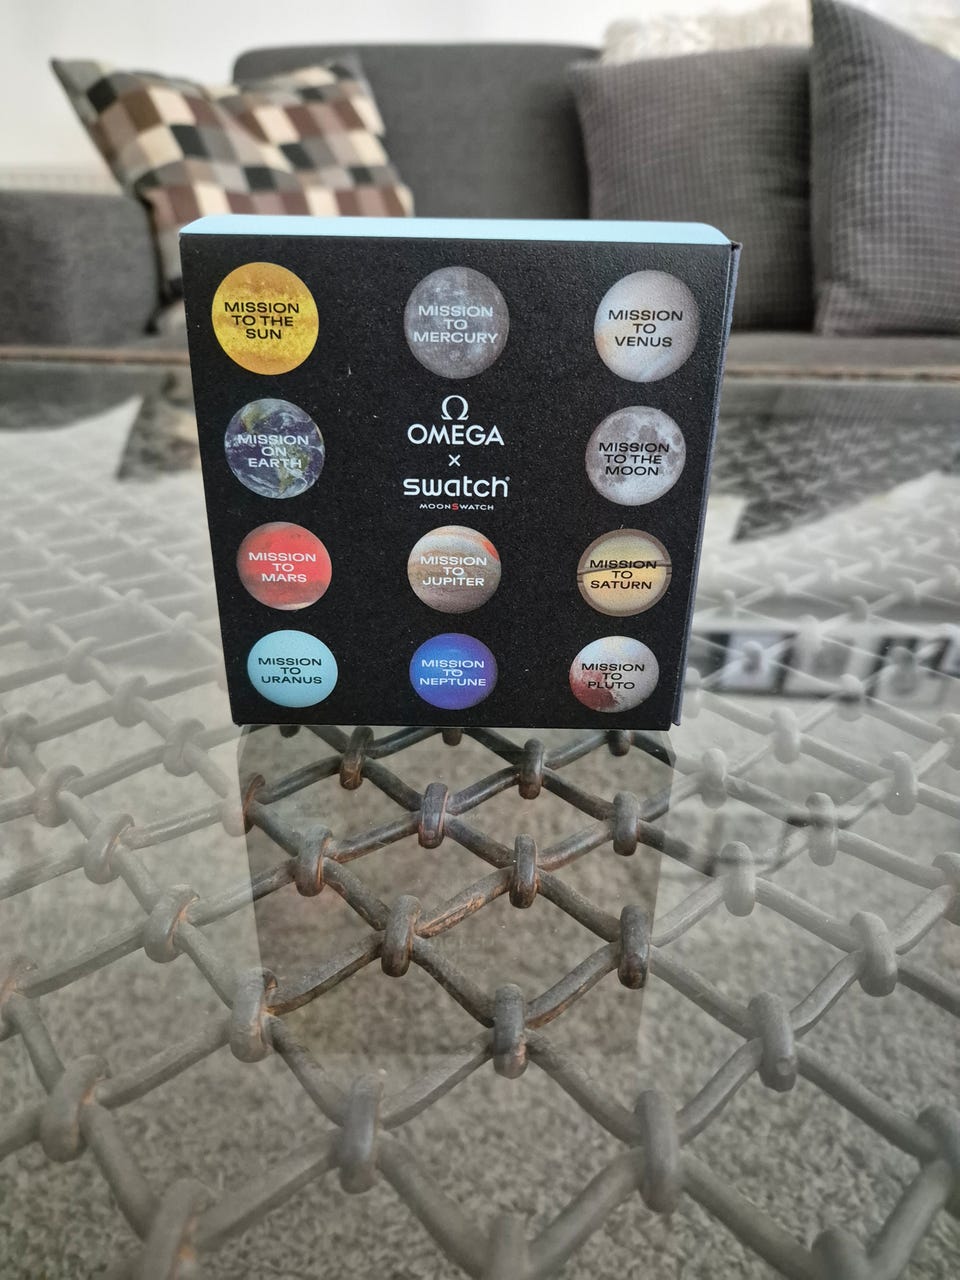 MISSION
TO THE
SUN
MISSION
TO
MERCURY
MISSION
TO
VENUS
MISSION
ON
EARTH
Ω
OMEGA
x
swatch
MOONSWATCH
MISSION
TO THE
MOON
MISSION
TO
MARS
MISSION
TO
JUPITER
MISSION
TO
SATURN
MISSION
TO
URANUS
MISSION
TO
NEPTUNE
MISSION
TO
PLUTO